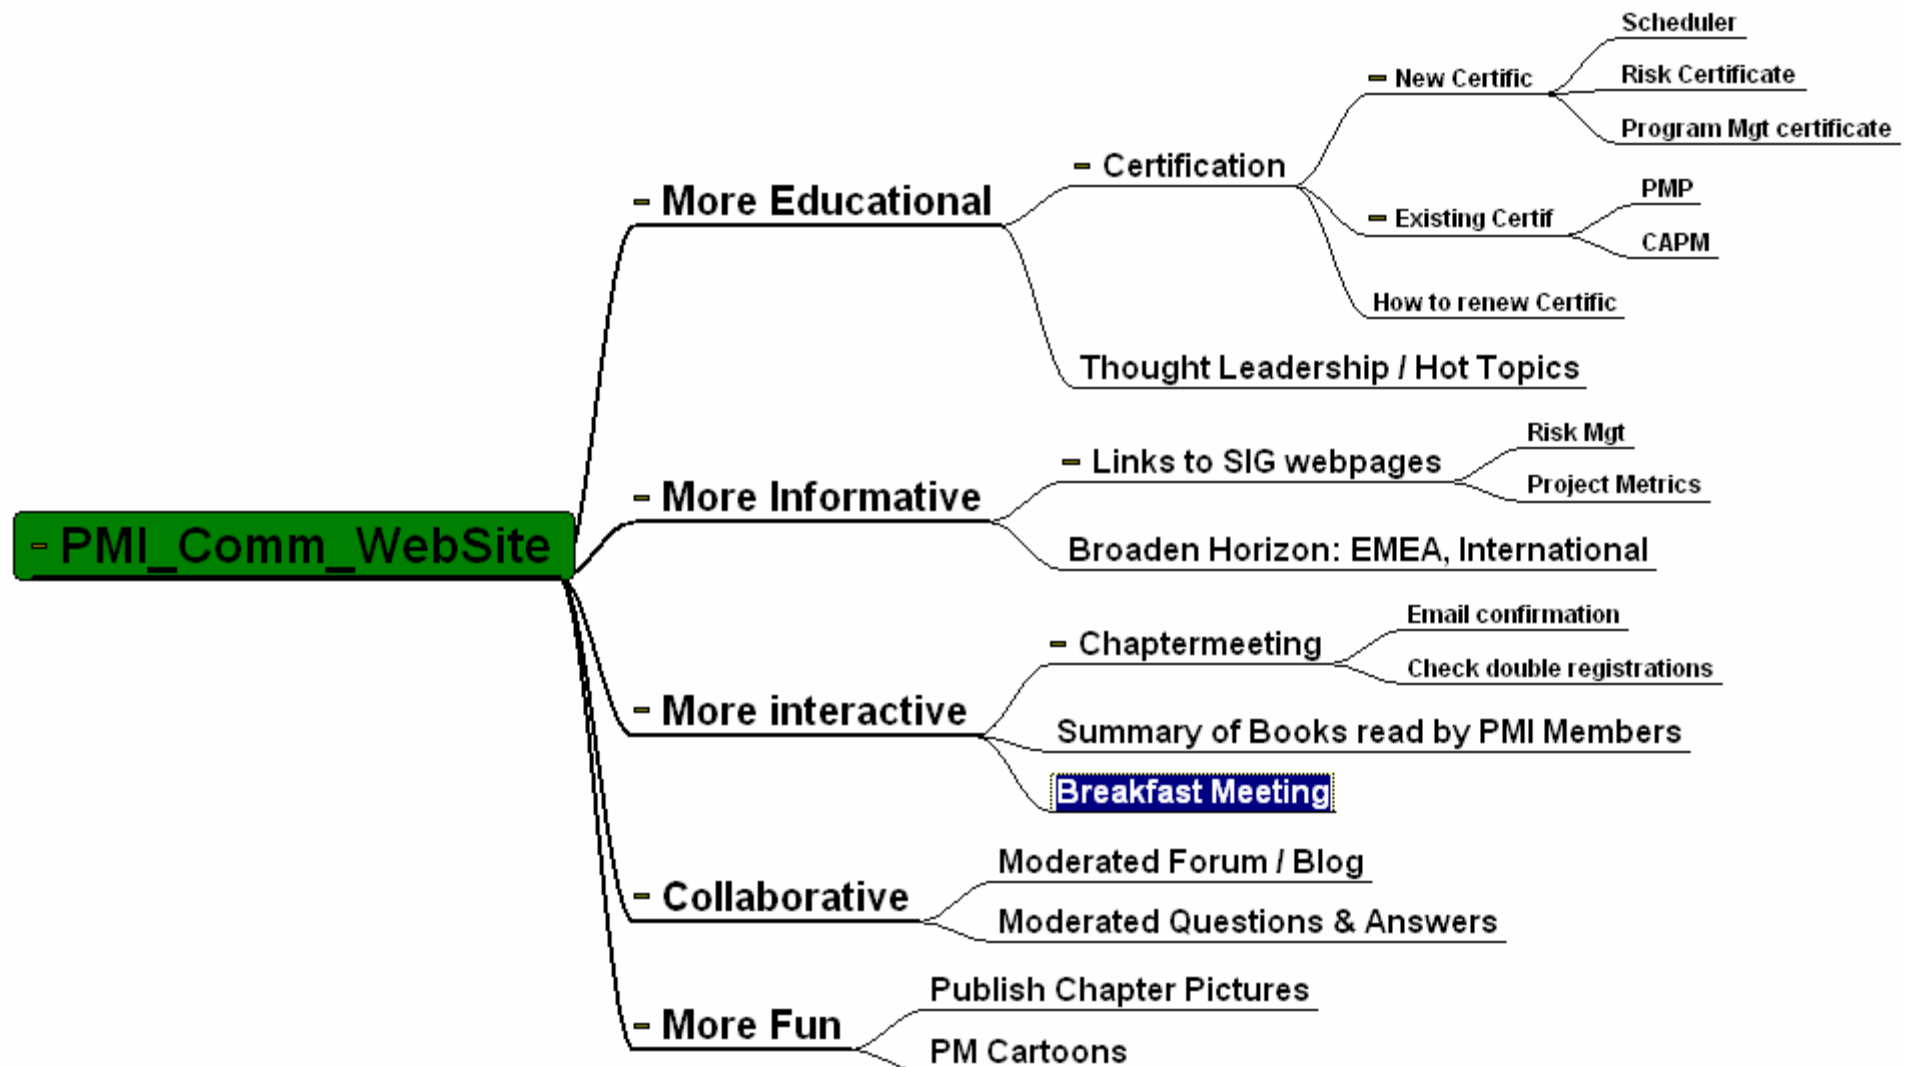 PMI_Comm_WebSite
More Educational
Certification
New Certific
Scheduler
Risk Certificate
Program Mgt certificate
Existing Certif
PMP
CAPM
How to renew Certific
Thought Leadership / Hot Topics
More Informative
Links to SIG webpages
Risk Mgt
Project Metrics
Broaden Horizon: EMEA, International
More interactive
Chaptermeeting
Email confirmation
Check double registrations
Summary of Books read by PMI Members
Breakfast Meeting
Collaborative
Moderated Forum / Blog
Moderated Questions & Answers
More Fun
Publish Chapter Pictures
PM Cartoons